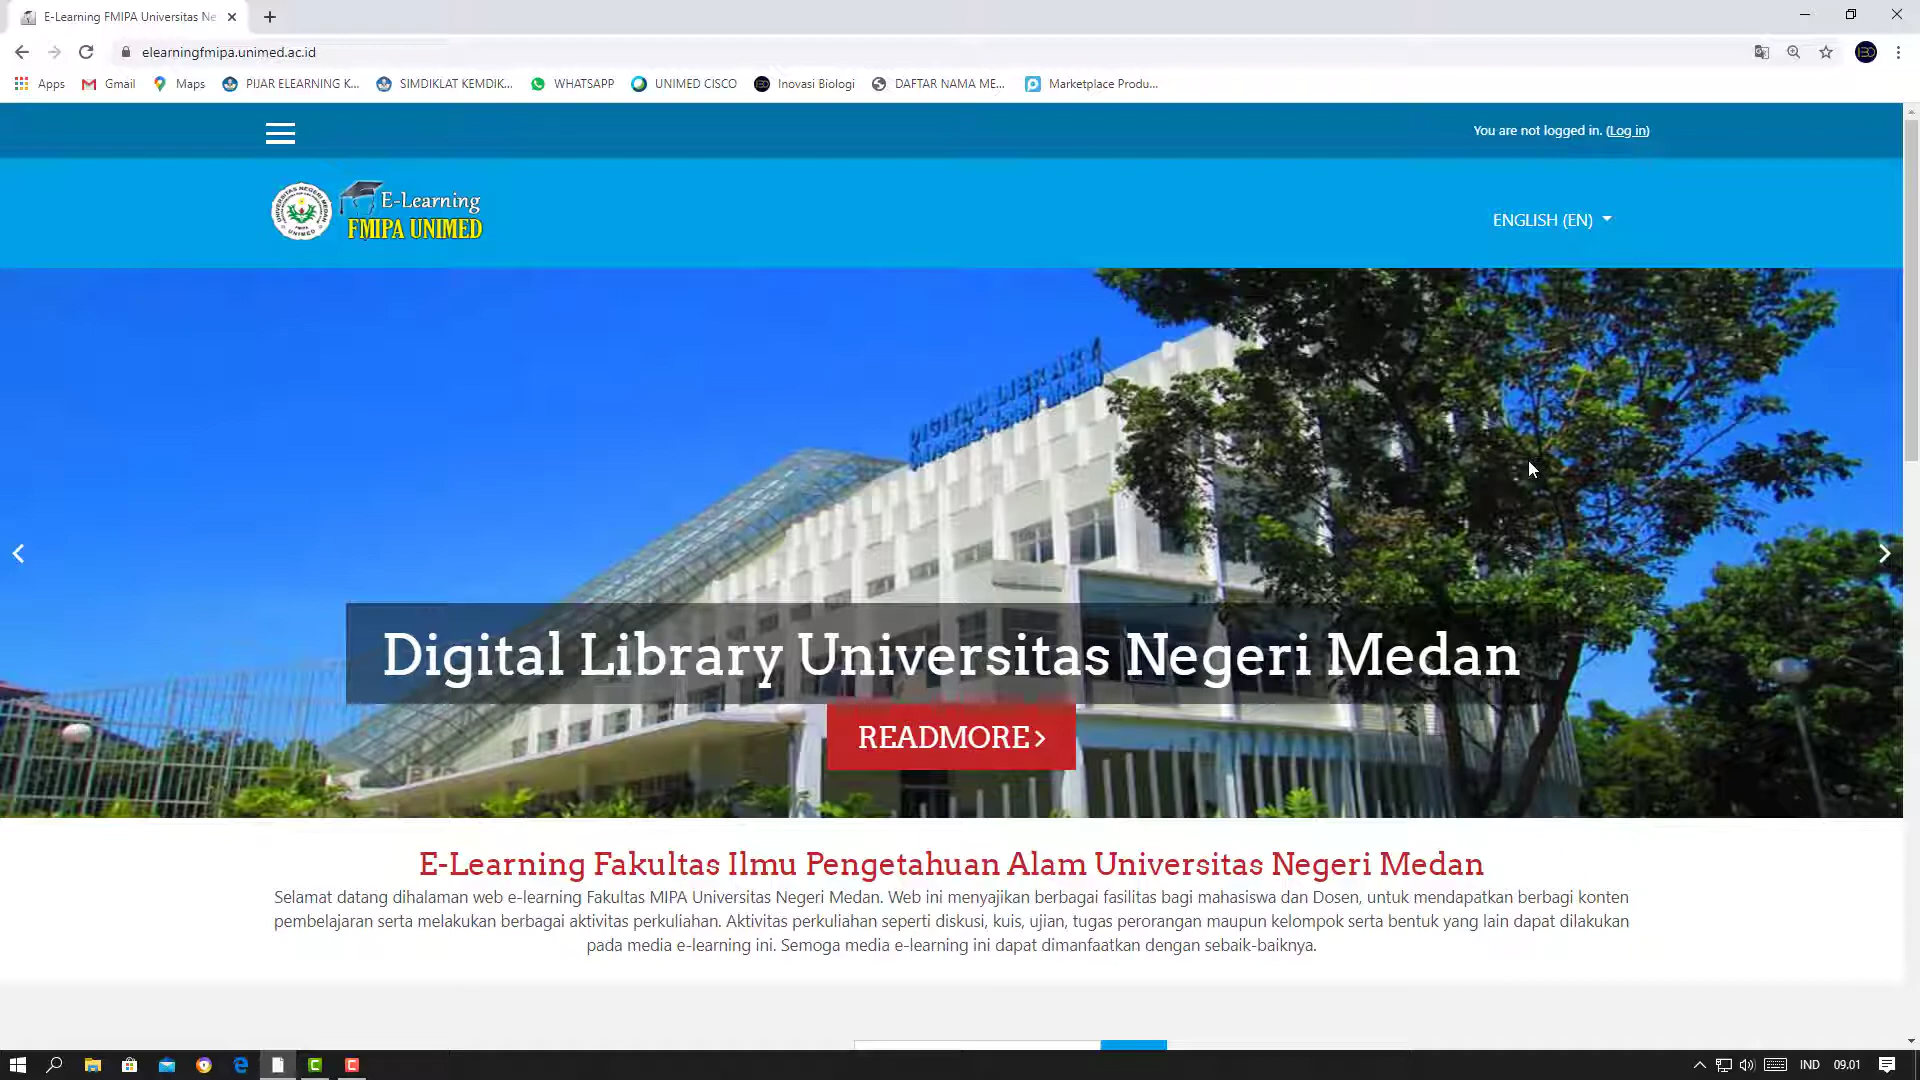 E-Learning FMIPA Universitas Ne
elearningfmipa.unimed.ac.id
Apps
Gmail
Maps
PIJAR ELEARNING K...
SIMDIKLAT KEMDIK...
WHATSAPP
UNIMED CISCO
Inovasi Biologi
DAFTAR NAMA ME...
Marketplace Produ...
You are not logged in. (Log in)
E-Learning
FMIPA UNIMED
ENGLISH (EN)
DIGITAL LIBRARY
Universitas Negeri Medan
Digital Library Universitas Negeri Medan
READMORE
E-Learning Fakultas Ilmu Pengetahuan Alam Universitas Negeri Medan
Selamat datang dihalaman web e-learning Fakultas MIPA Universitas Negeri Medan. Web ini menyajikan berbagai fasilitas bagi mahasiswa dan Dosen, untuk mendapatkan berbagi konten
pembelajaran serta melakukan berbagai aktivitas perkuliahan. Aktivitas perkuliahan seperti diskusi, kuis, ujian, tugas perorangan maupun kelompok serta bentuk yang lain dapat dilakukan
pada media e-learning ini. Semoga media e-learning ini dapat dimanfaatkan dengan sebaik-baiknya.
IND
09.01